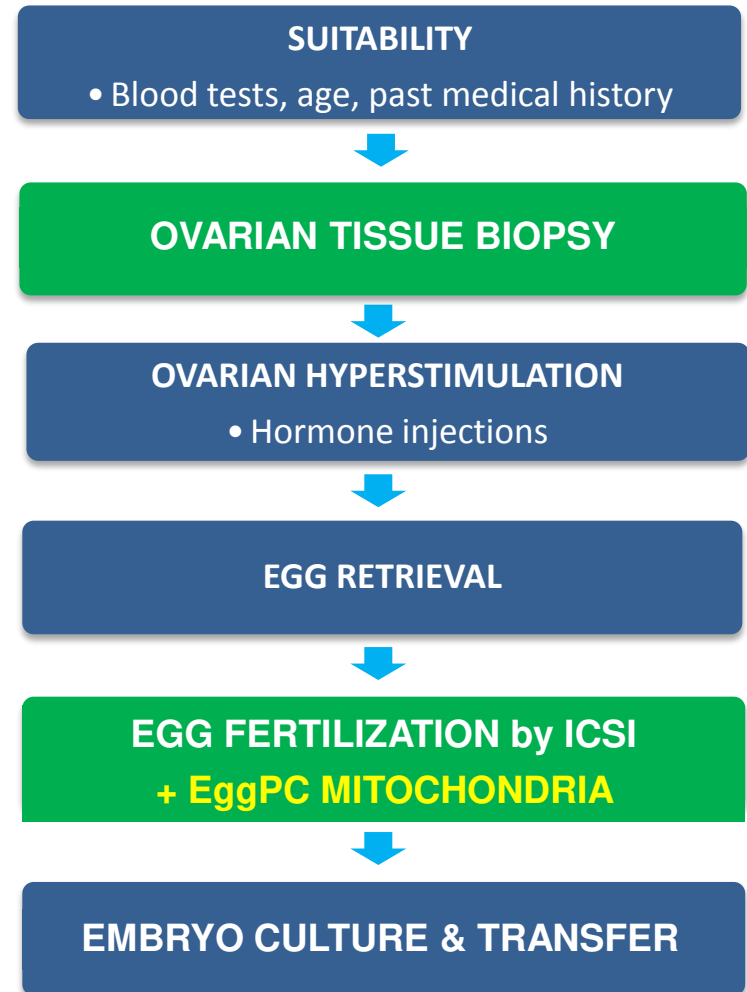 SUITABILITY
• Blood tests, age, past medical history
OVARIAN TISSUE BIOPSY
OVARIAN HYPERSTIMULATION
• Hormone injections
EGG RETRIEVAL
EGG FERTILIZATION by ICSI
+ EggPC MITOCHONDRIA
EMBRYO CULTURE & TRANSFER